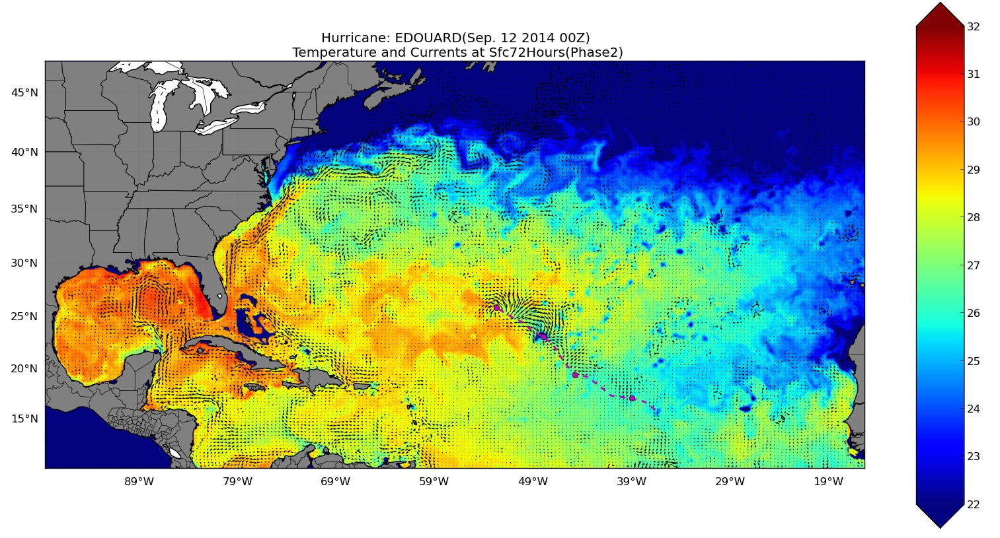 Hurricane: EDOUARD(Sep. 12 2014 00Z)
Temperature and Currents at Sfc72Hours(Phase2)
45°N
40°N
35°N
30°N
25°N
20°N
15°N
89°W 79°W 69°W 59°W 49°W 39°W 29°W 19°W
32
31
30
29
28
27
26
25
24
23
22